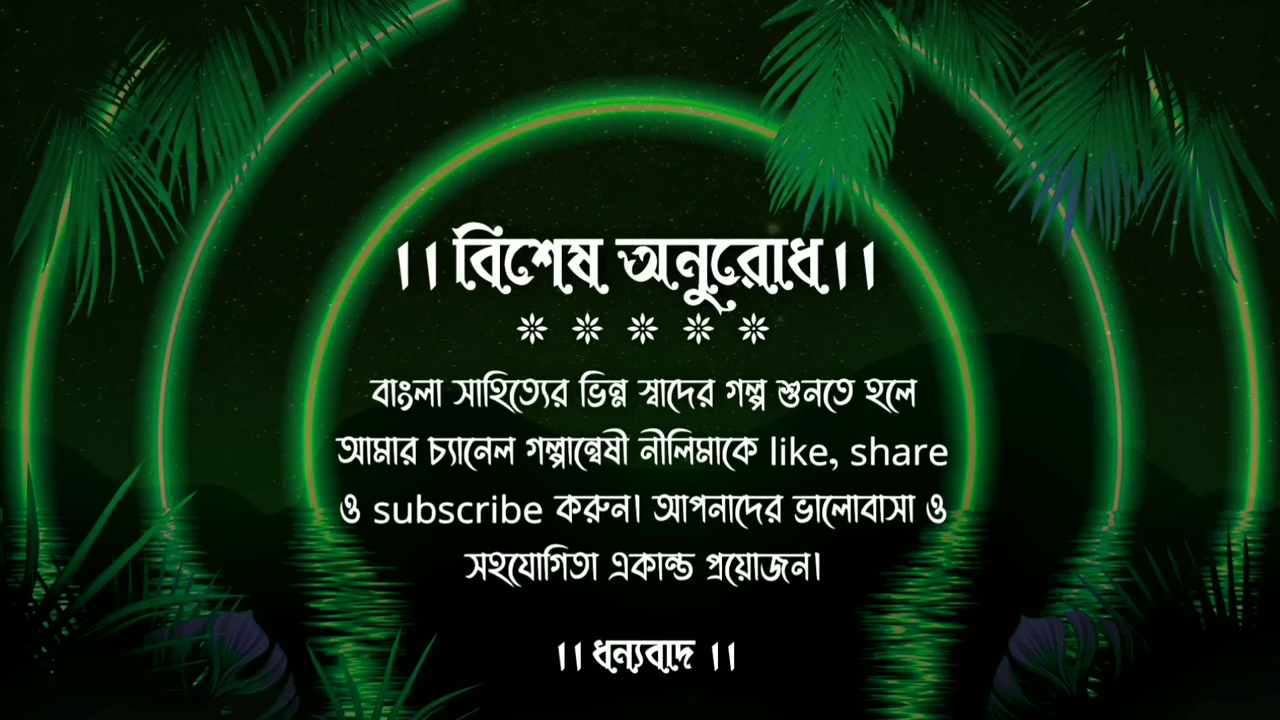 ।। বিশেষ অনুরোধ।।
বাংলা সাহিত্যের ভিন্ন স্বাদের গল্প শুনতে হলে
আমার চ্যানেল গল্পান্বেষী নীলিমাকে like, share
ও subscribe করুন। আপনাদের ভালোবাসা ও
সহযোগিতা একান্ত প্রয়োজন।
।। ধন্যবাদ ।।